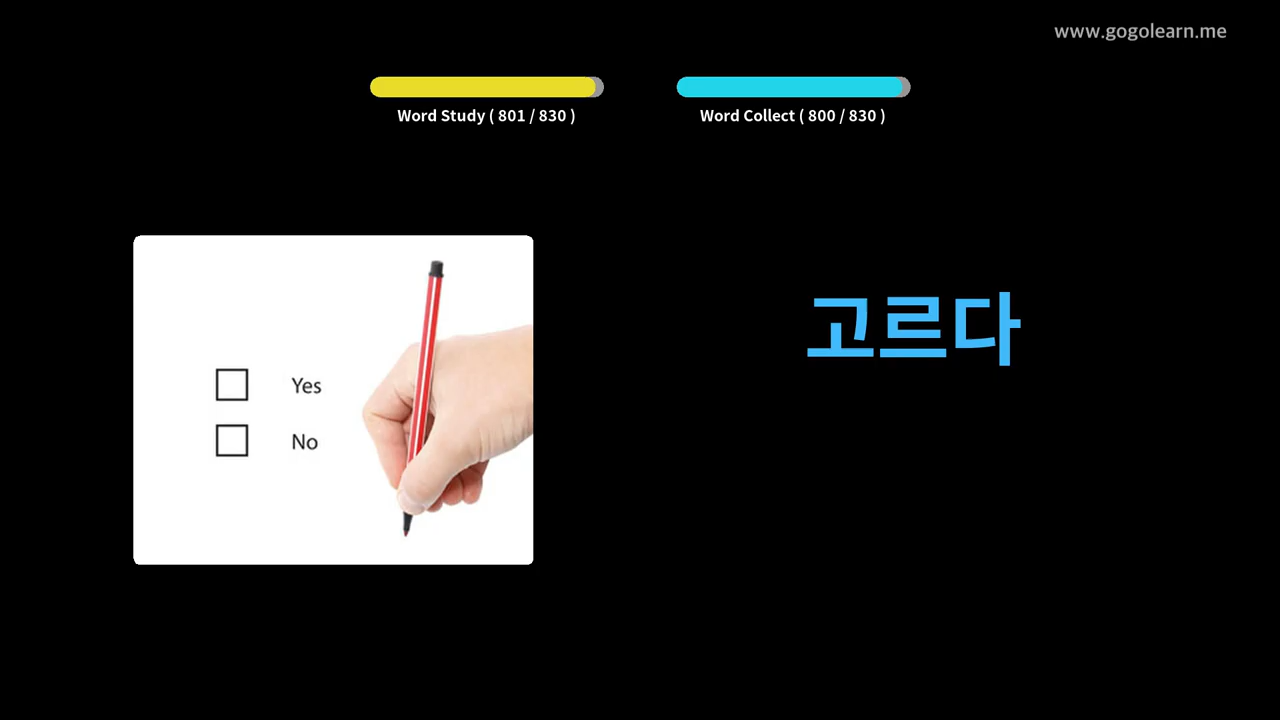 www.gogolearn.me
Word Study ( 801 / 830 )
Word Collect ( 800 / 830 )
고르다
Yes
No